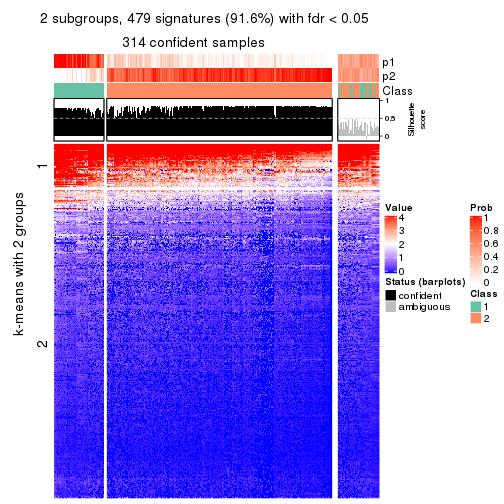 2 subgroups, 479 signatures (91.6%) with fdr < 0.05
314 confident samples
p1
p2
Class
1
0.5
0
Silhouette
score
k-means with 2 groups
1
2
Value
4
3
2
1
0
Prob
1
0.8
0.6
0.4
0.2
0
Status (barplots)
confident
ambiguous
Class
1
2